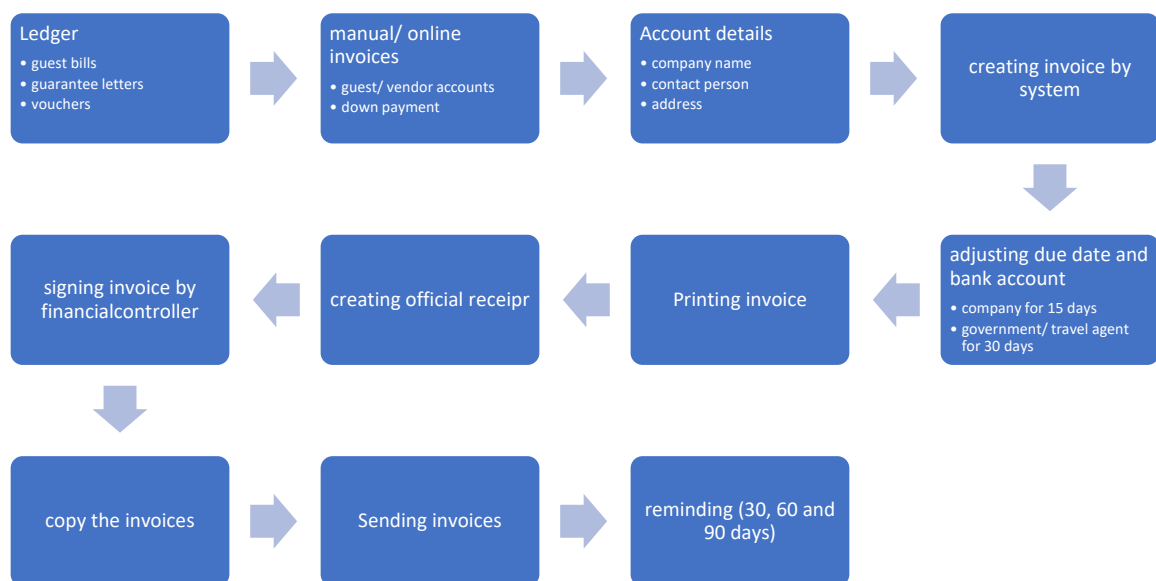 Ledger
• guest bills
• guarantee letters
• vouchers
manual/ online
invoices
• guest/ vendor accounts
• down payment
Account details
• company name
• contact person
• address
creating invoice by
system
adjusting due date and
bank account
• company for 15 days
• government/ travel agent
for 30 days
Printing invoice
creating official receipr
signing invoice by
financialcontroller
copy the invoices
Sending invoices
reminding (30, 60 and
90 days)